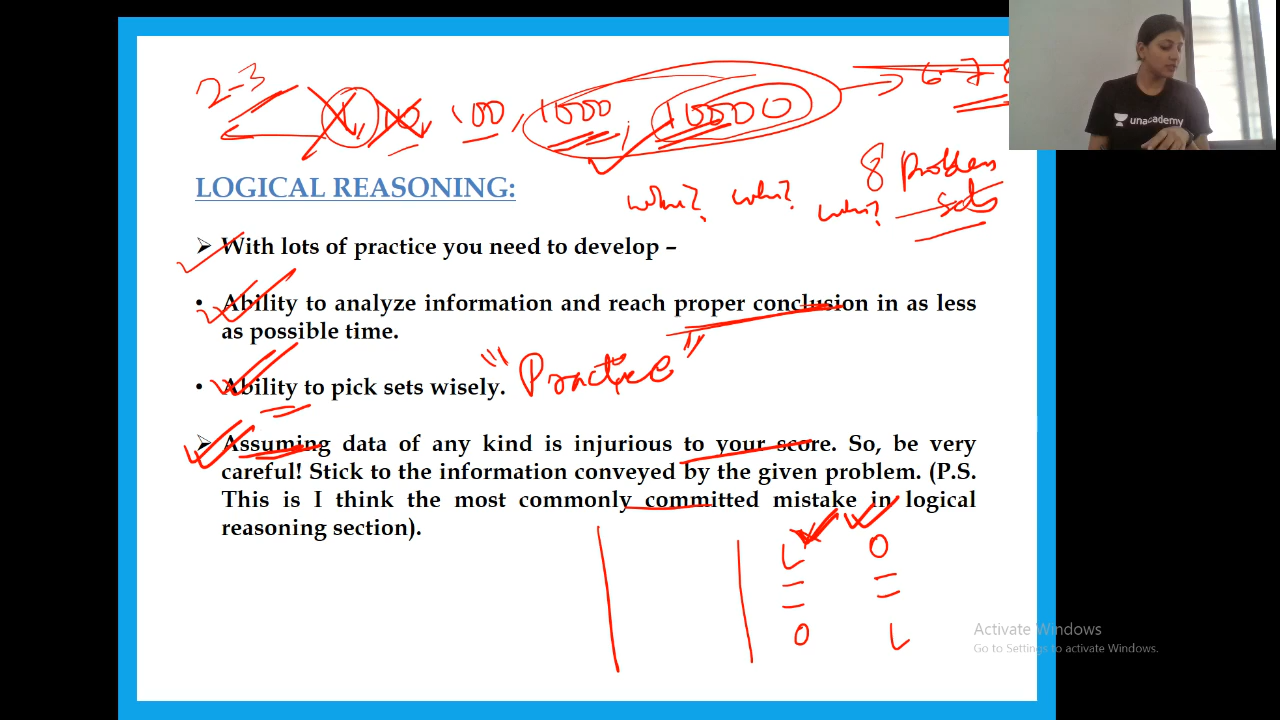 2-3
1, 10, 100, 1000, 10000 → 6-7-8
unacademy
8 Problem
sets
LOGICAL REASONING:
➢ With lots of practice you need to develop –
• Ability to analyze information and reach proper conclusion in as less
as possible time.
"Practice"
• Ability to pick sets wisely.
➢ Assuming data of any kind is injurious to your score. So, be very
careful! Stick to the information conveyed by the given problem. (P.S.
This is I think the most commonly committed mistake in logical
reasoning section).
L O
= =
O L
Activate Windows
Go to Settings to activate Windows.